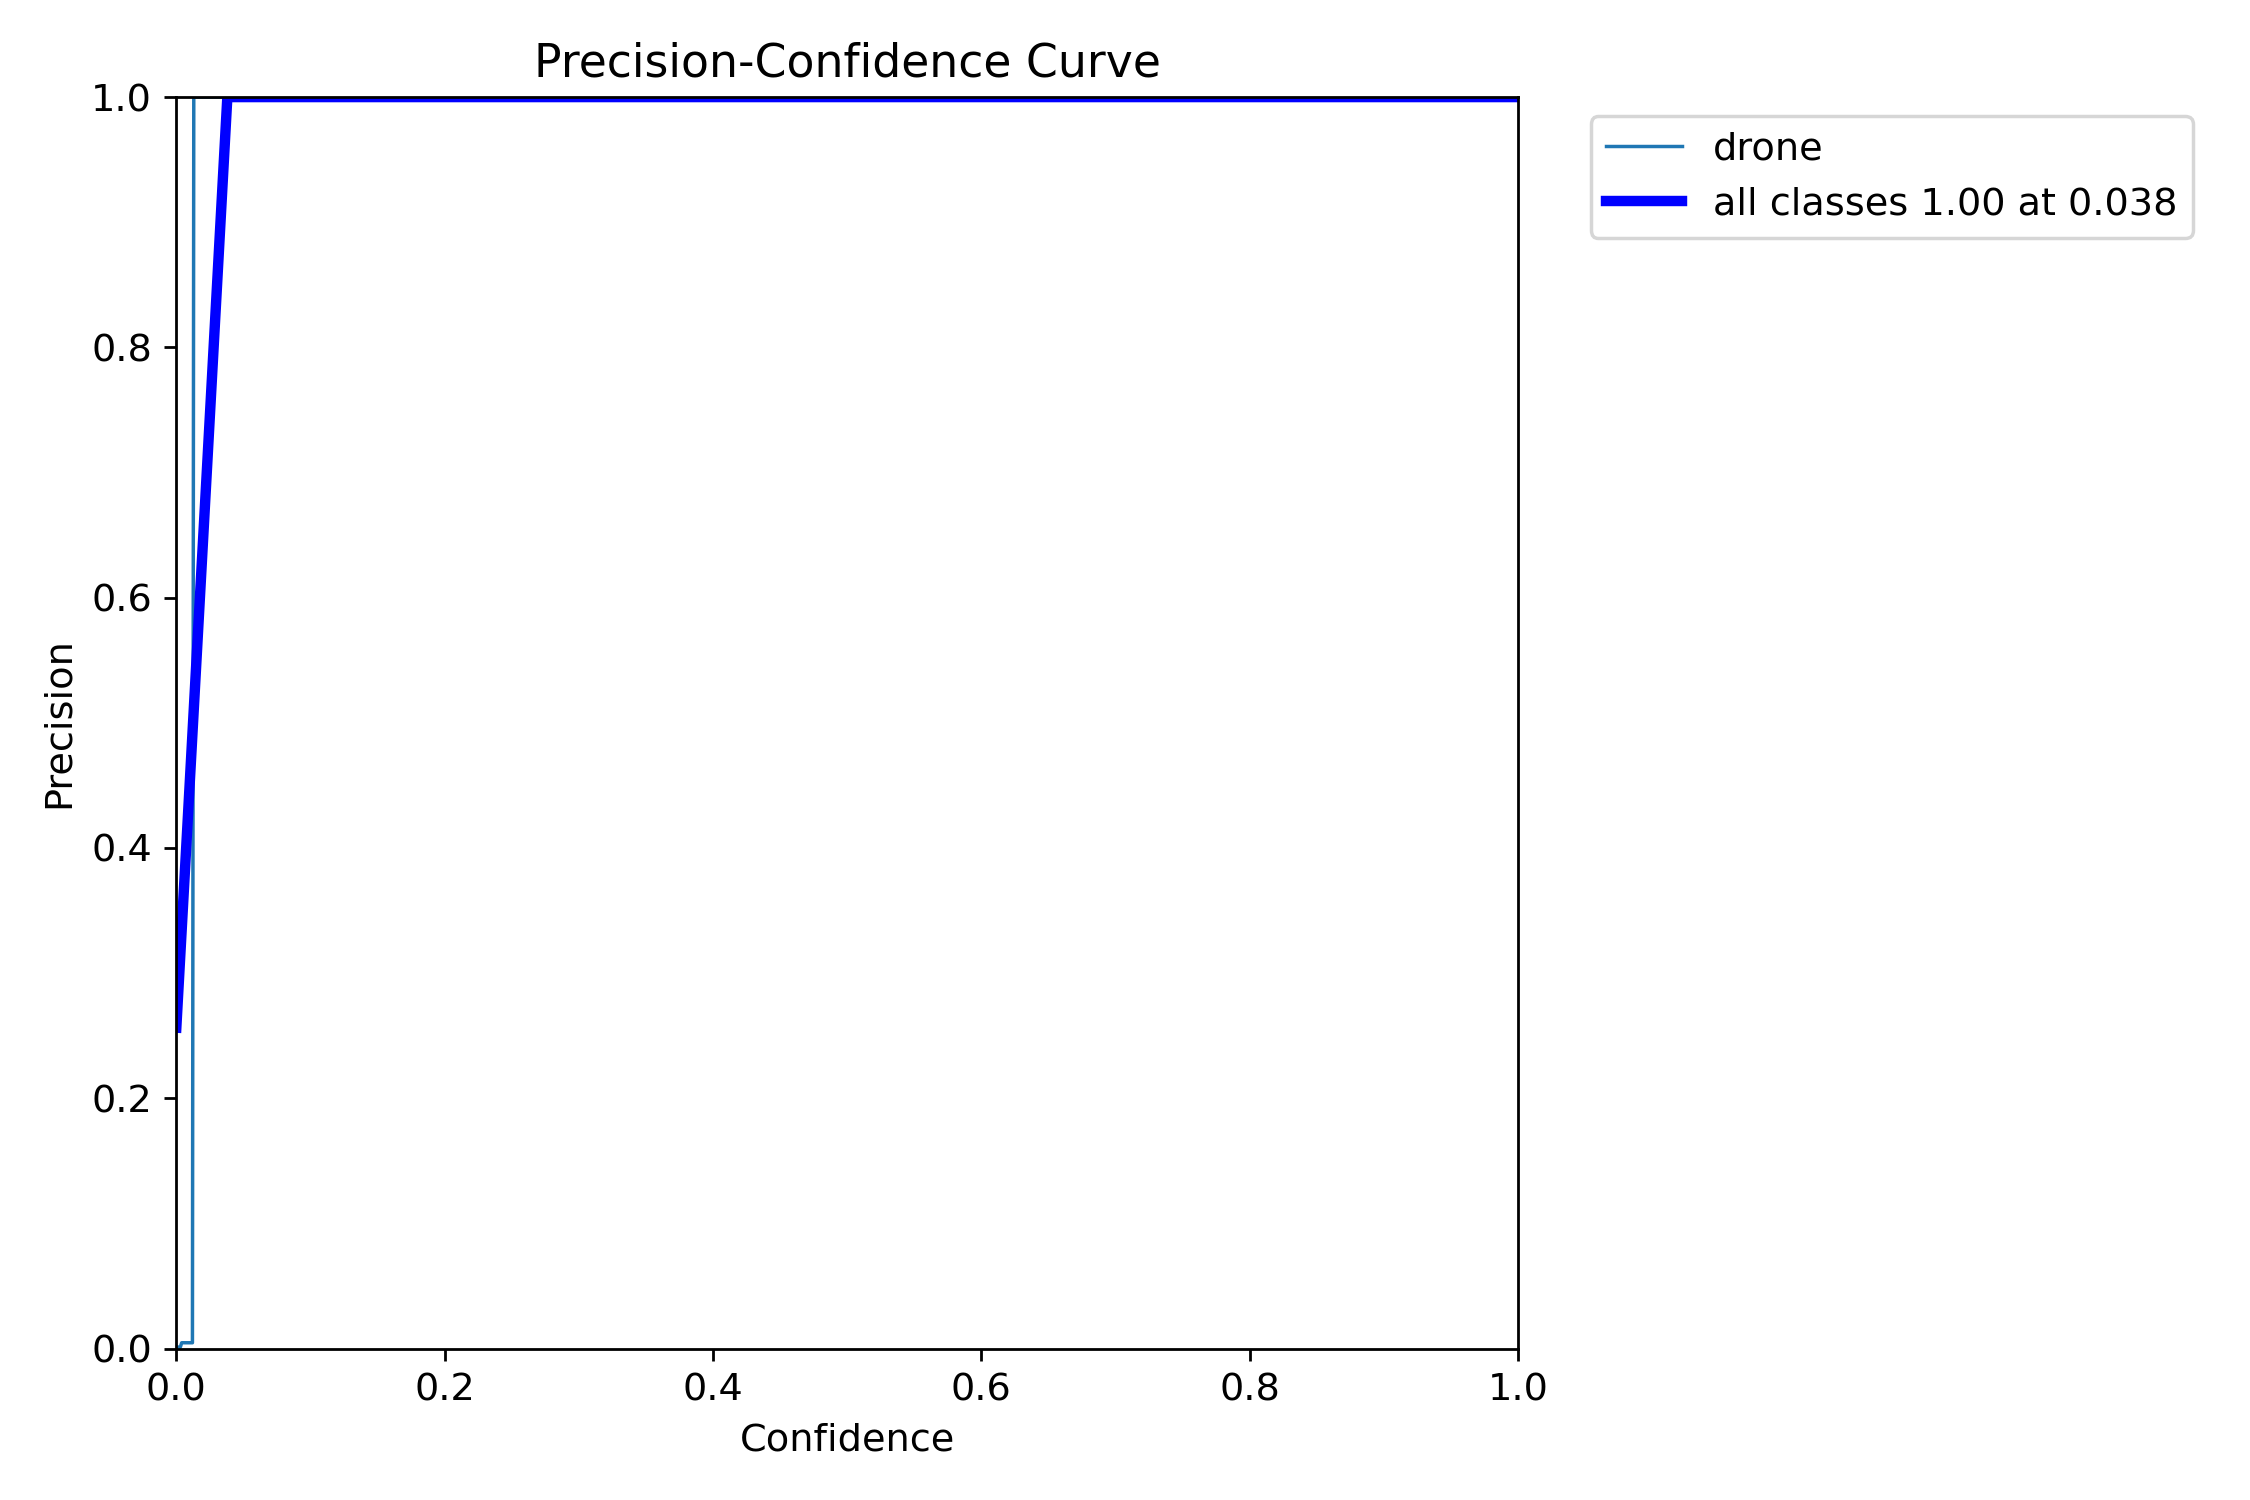 Precision-Confidence Curve
1.0
0.8
0.6
0.4
0.2
0.0
Precision
0.0 0.2 0.4 0.6 0.8 1.0
Confidence
drone
all classes 1.00 at 0.038